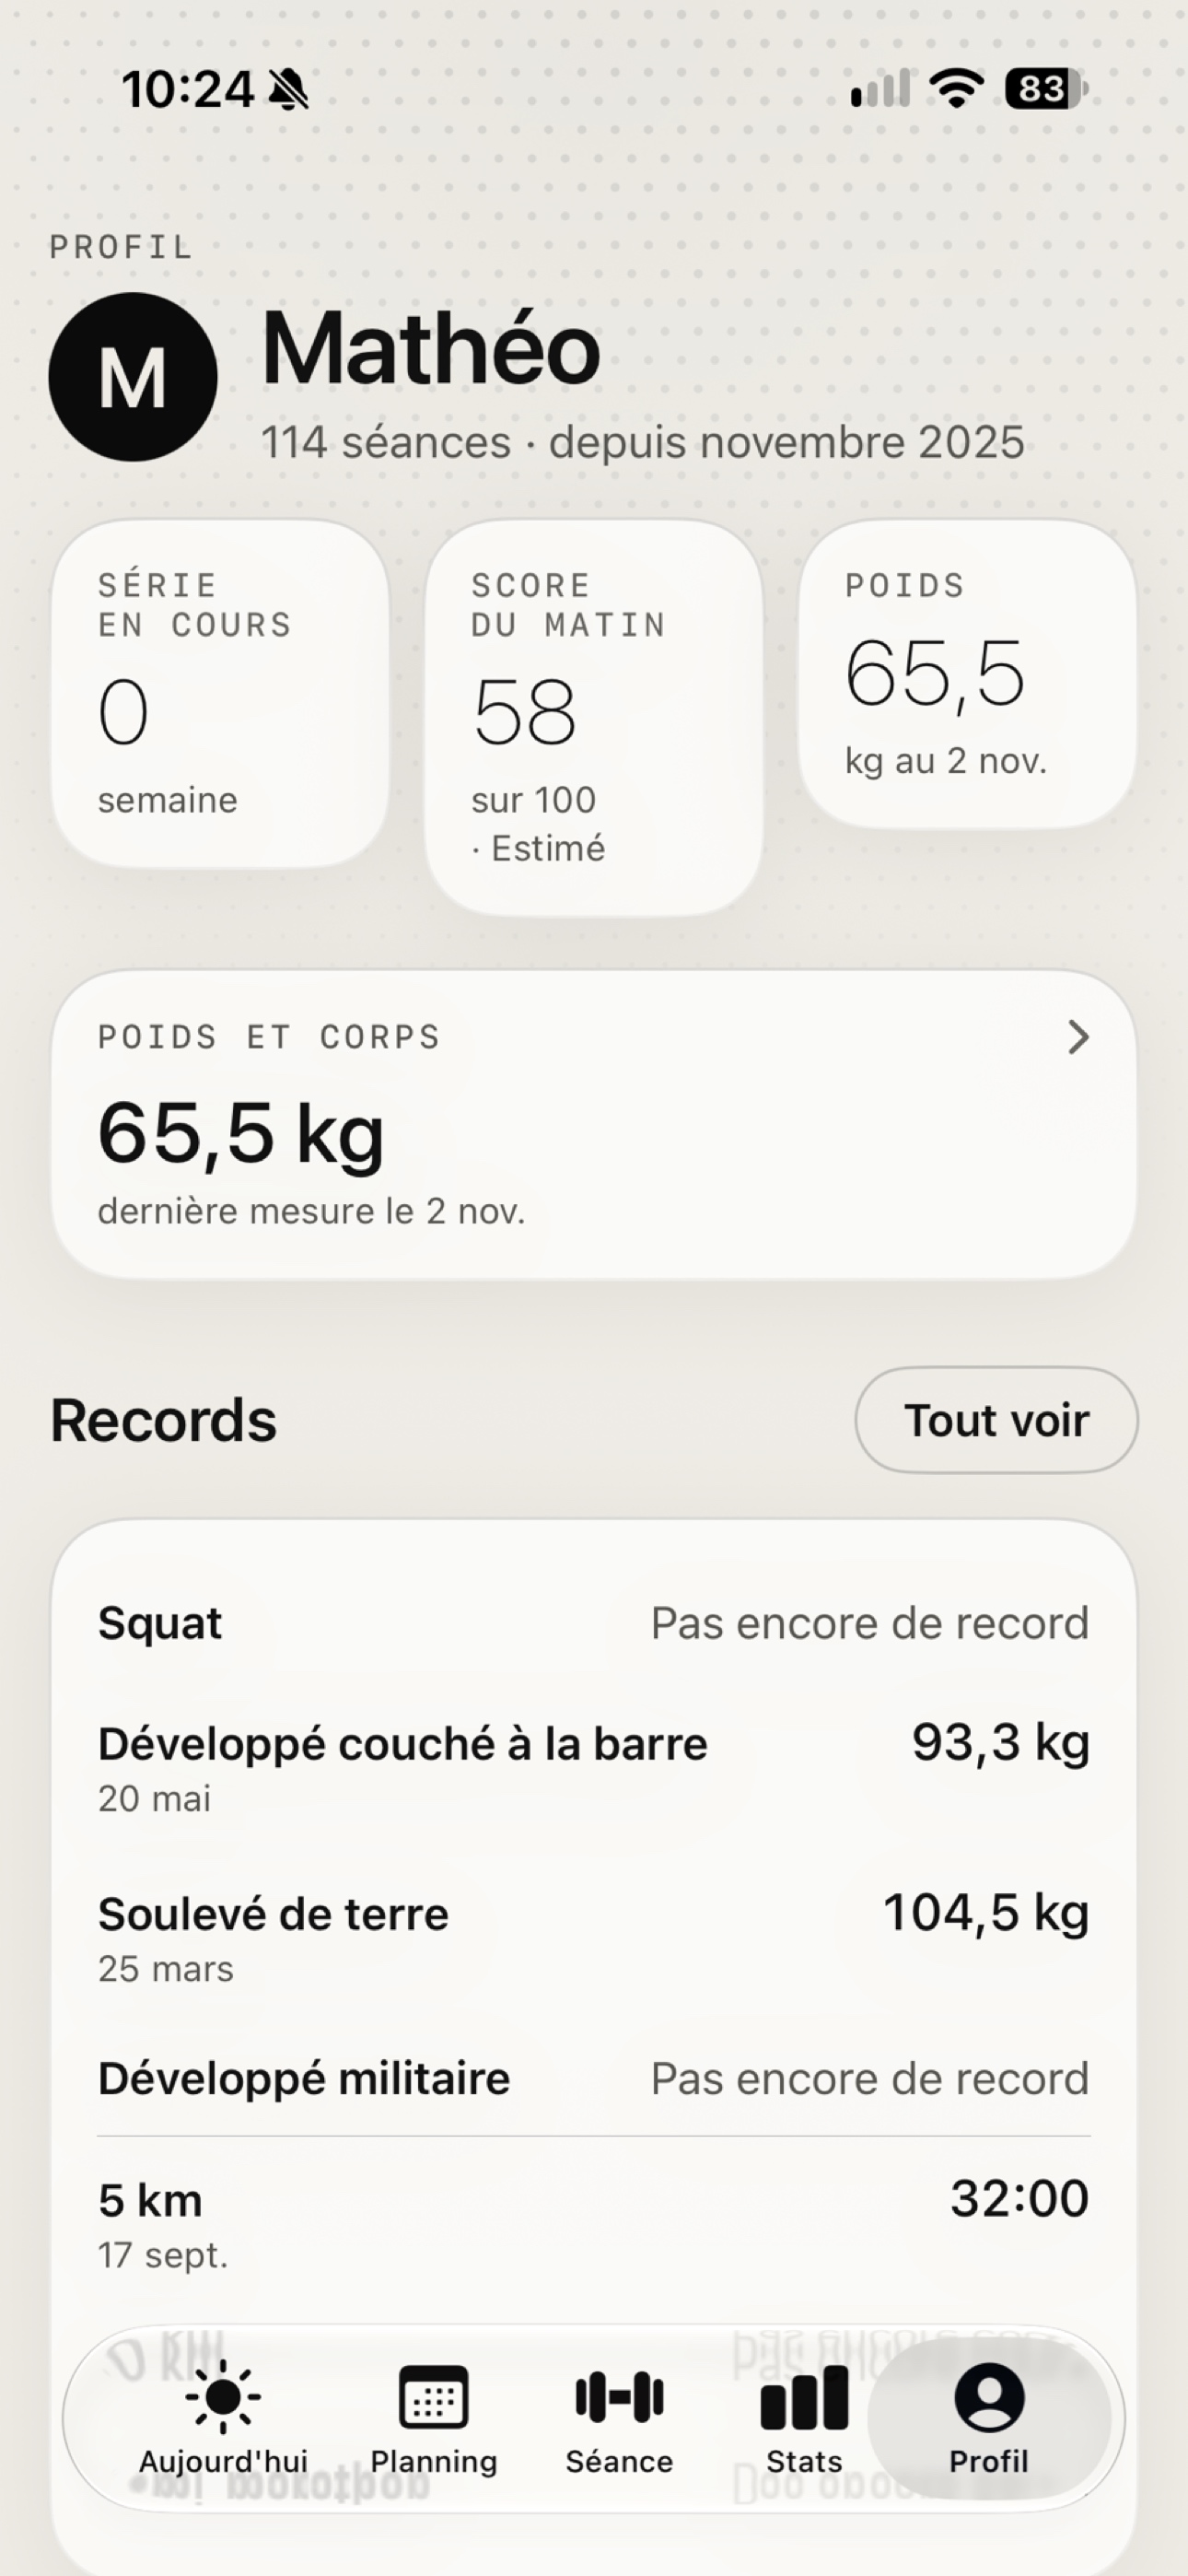 10:24
83
PROFIL
M
Mathéo
114 séances · depuis novembre 2025
SÉRIE
EN COURS
0
semaine
SCORE
DU MATIN
58
sur 100
· Estimé
POIDS
65,5
kg au 2 nov.
POIDS ET CORPS
65,5 kg
dernière mesure le 2 nov.
Records
Tout voir
Squat
Pas encore de record
Développé couché à la barre
93,3 kg
20 mai
Soulevé de terre
104,5 kg
25 mars
Développé militaire
Pas encore de record
5 km
32:00
17 sept.
Aujourd'hui
Planning
Séance
Stats
Profil